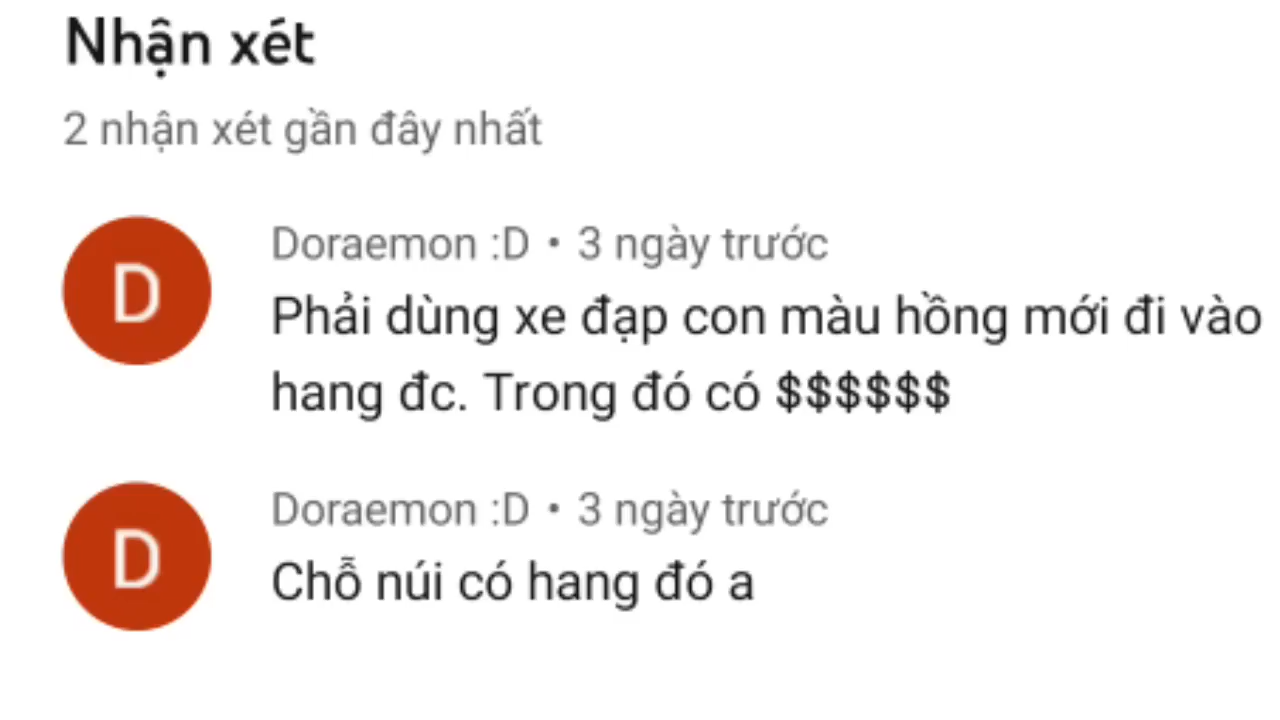 Nhận xét
2 nhận xét gần đây nhất
D
Doraemon :D • 3 ngày trước
Phải dùng xe đạp con màu hồng mới đi vào
hang đc. Trong đó có $$$$$$
D
Doraemon :D • 3 ngày trước
Chỗ núi có hang đó a